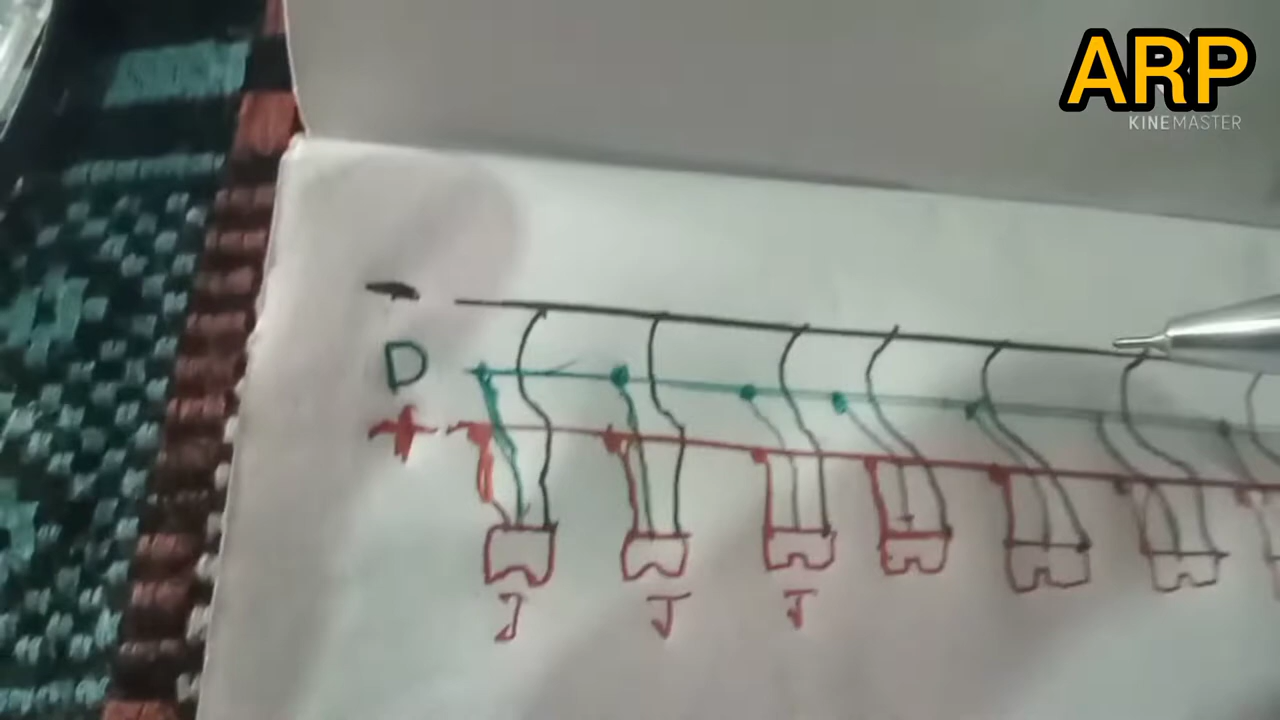 ARP
KINEMASTER
-
D
+
J J J